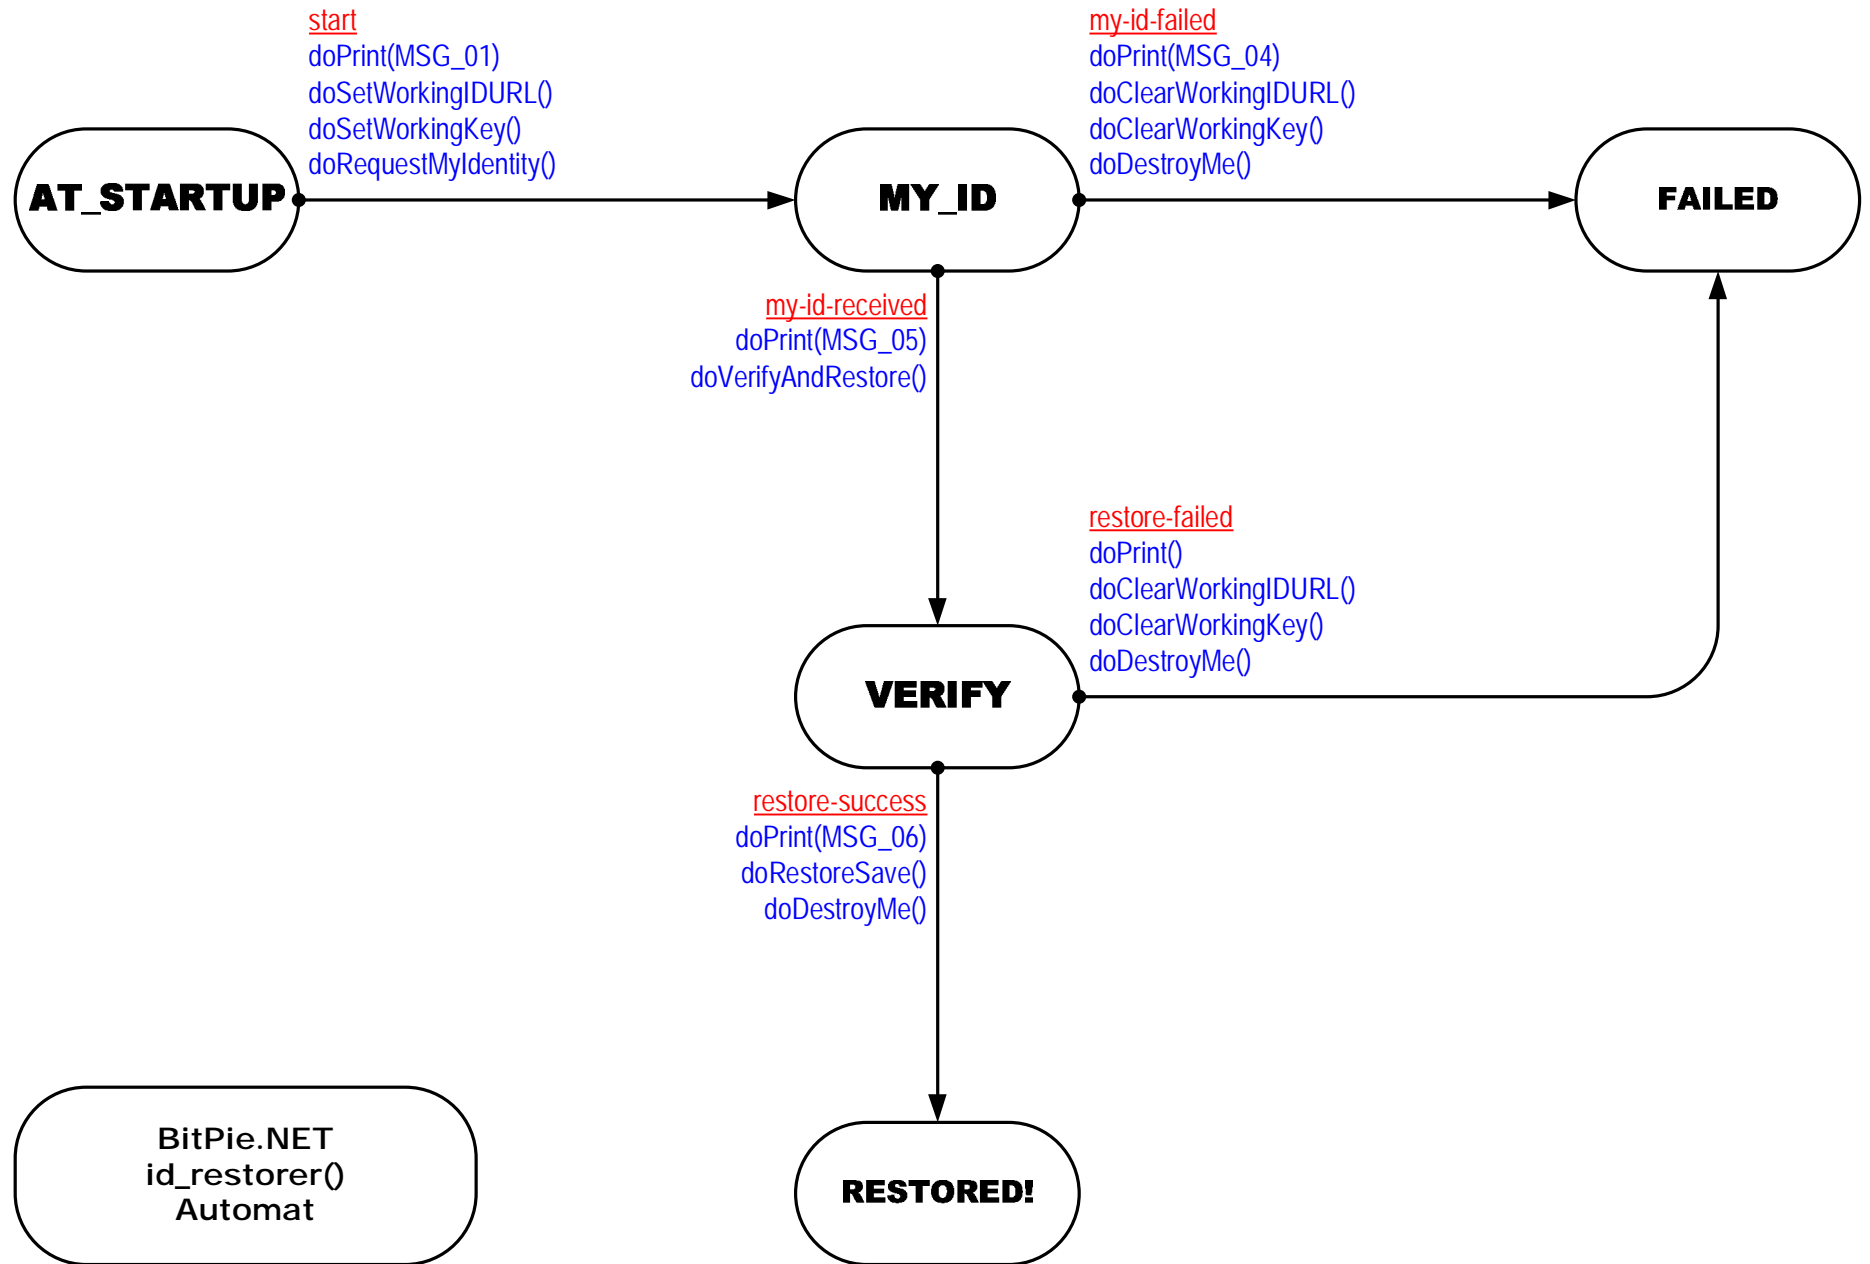 start
doPrint(MSG_01)
doSetWorkingIDURL()
doSetWorkingKey()
doRequestMyIdentity()
my-id-failed
doPrint(MSG_04)
doClearWorkingIDURL()
doClearWorkingKey()
doDestroyMe()
AT_STARTUP
MY_ID
FAILED
my-id-received
doPrint(MSG_05)
doVerifyAndRestore()
restore-failed
doPrint()
doClearWorkingIDURL()
doClearWorkingKey()
doDestroyMe()
VERIFY
restore-success
doPrint(MSG_06)
doRestoreSave()
doDestroyMe()
BitPie.NET
id_restorer()
Automat
RESTORED!